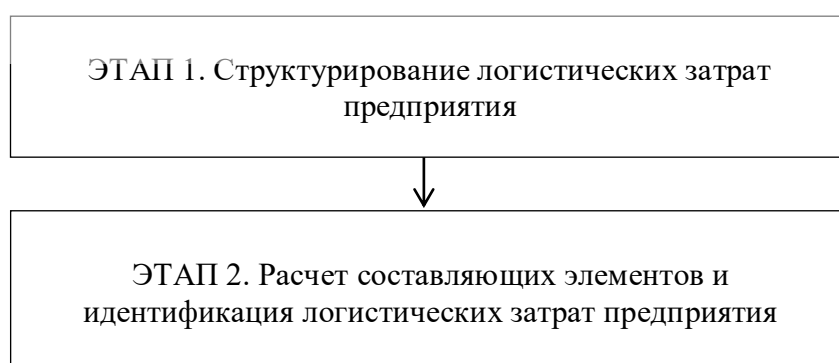 ЭТАП 1. Структурирование логистических затрат
предприятия
ЭТАП 2. Расчет составляющих элементов и
идентификация логистических затрат предприятия